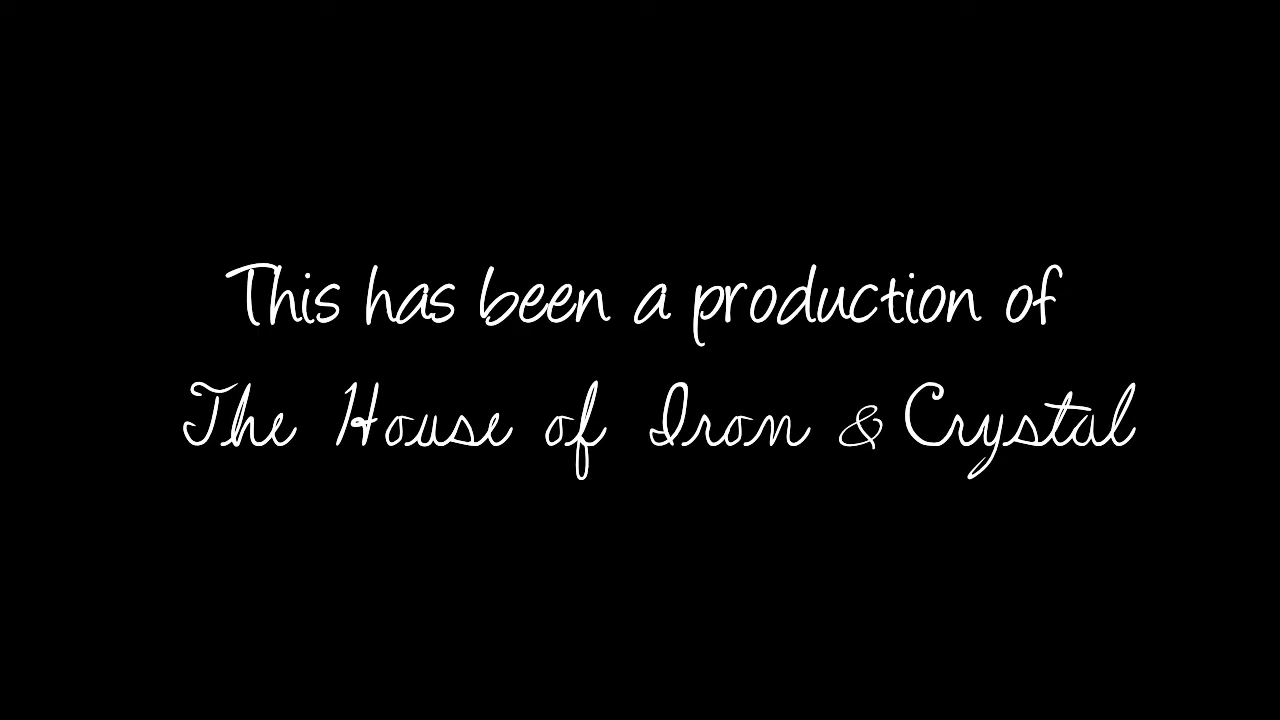 This has been a production of
The House of Iron & Crystal